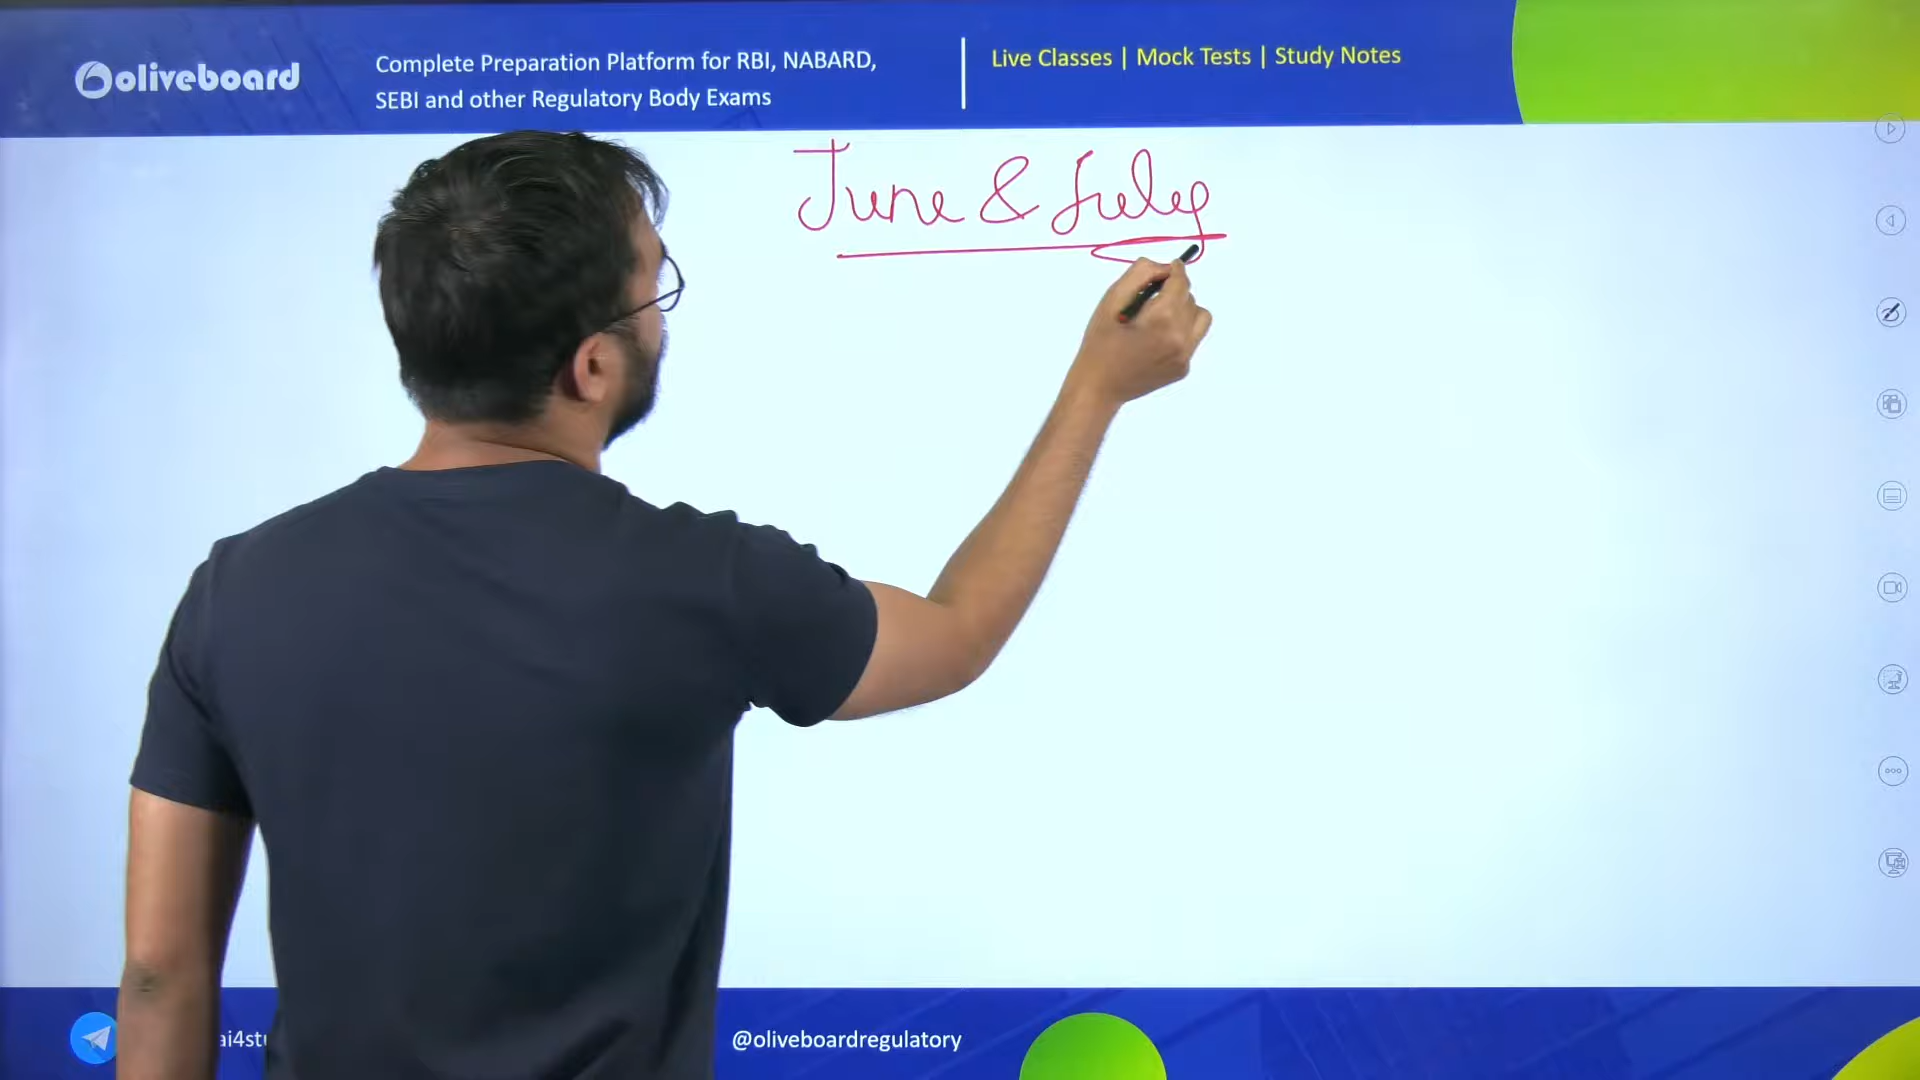 oliveboard
Complete Preparation Platform for RBI, NABARD,
SEBI and other Regulatory Body Exams
Live Classes | Mock Tests | Study Notes
June & July
@oliveboardregulatory